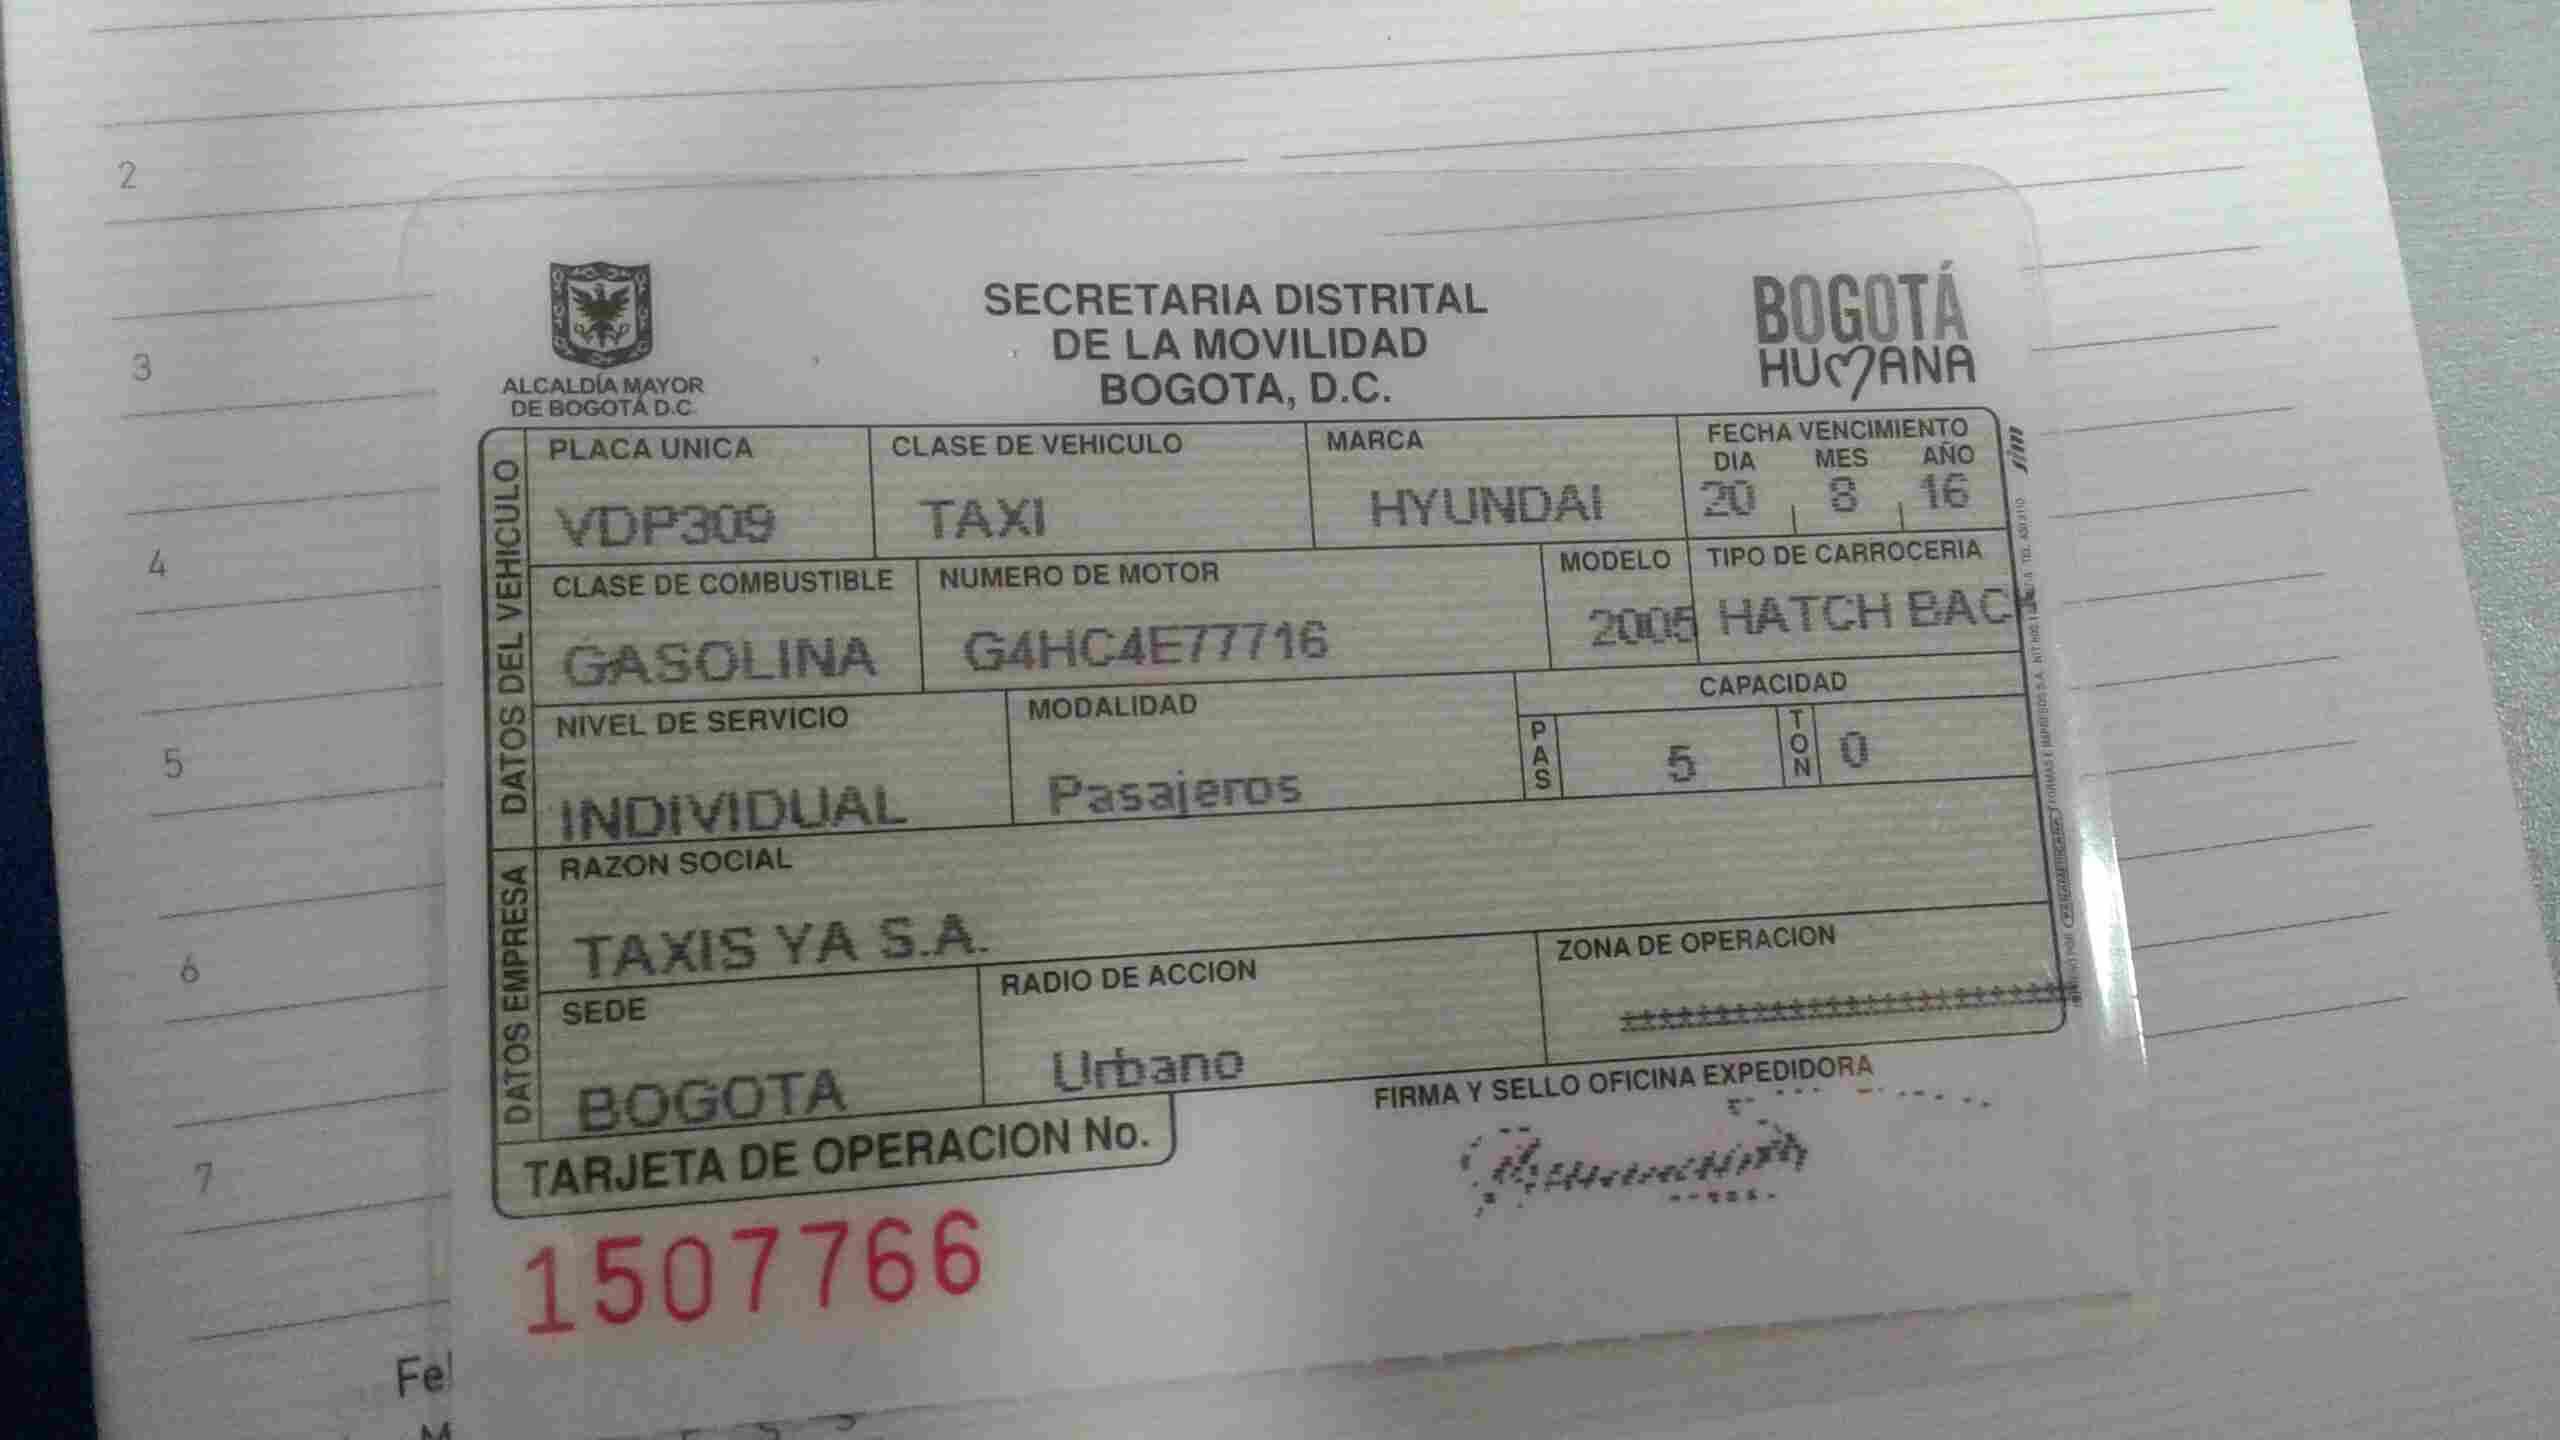 2
3
4
5
6
7
ALCALDÍA MAYOR
DE BOGOTÁ D.C.
SECRETARIA DISTRITAL
DE LA MOVILIDAD
BOGOTA, D.C.
BOGOTÁ
HUMANA
DATOS DEL VEHICULO
PLACA UNICA
VDP309
CLASE DE VEHICULO
TAXI
MARCA
HYUNDAI
FECHA VENCIMIENTO
DIA MES AÑO
20 8 16
CLASE DE COMBUSTIBLE
GASOLINA
NUMERO DE MOTOR
G4HC4E77716
MODELO
2005
TIPO DE CARROCERIA
HATCH BAC
NIVEL DE SERVICIO
INDIVIDUAL
MODALIDAD
Pasajeros
CAPACIDAD
PAS 5 TON 0
DATOS EMPRESA
RAZON SOCIAL
TAXIS YA S.A.
SEDE
BOGOTA
RADIO DE ACCION
Urbano
ZONA DE OPERACION
************************
TARJETA DE OPERACION No.
1507766
FIRMA Y SELLO OFICINA EXPEDIDORA
sim
Fel
M